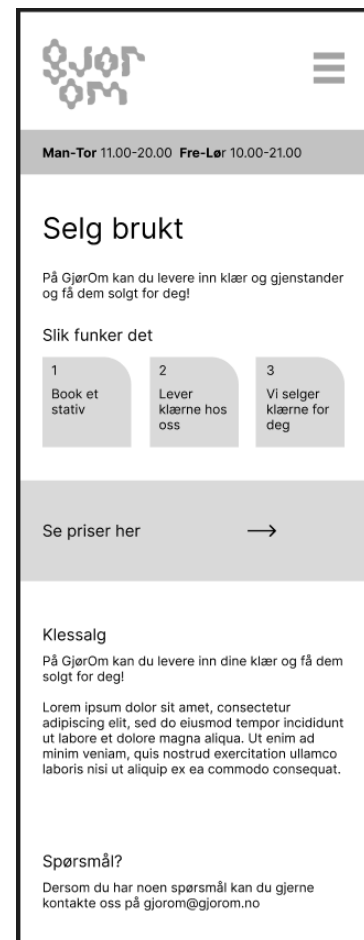 gjør
om
Man-Tor 11.00-20.00 Fre-Lør 10.00-21.00
Selg brukt
På GjørOm kan du levere inn klær og gjenstander
og få dem solgt for deg!
Slik funker det
1
Book et
stativ
2
Lever
klærne hos
oss
3
Vi selger
klærne for
deg
Se priser her
Klessalg
På GjørOm kan du levere inn dine klær og få dem
solgt for deg!
Lorem ipsum dolor sit amet, consectetur
adipiscing elit, sed do eiusmod tempor incididunt
ut labore et dolore magna aliqua. Ut enim ad
minim veniam, quis nostrud exercitation ullamco
laboris nisi ut aliquip ex ea commodo consequat.
Spørsmål?
Dersom du har noen spørsmål kan du gjerne
kontakte oss på gjorom@gjorom.no